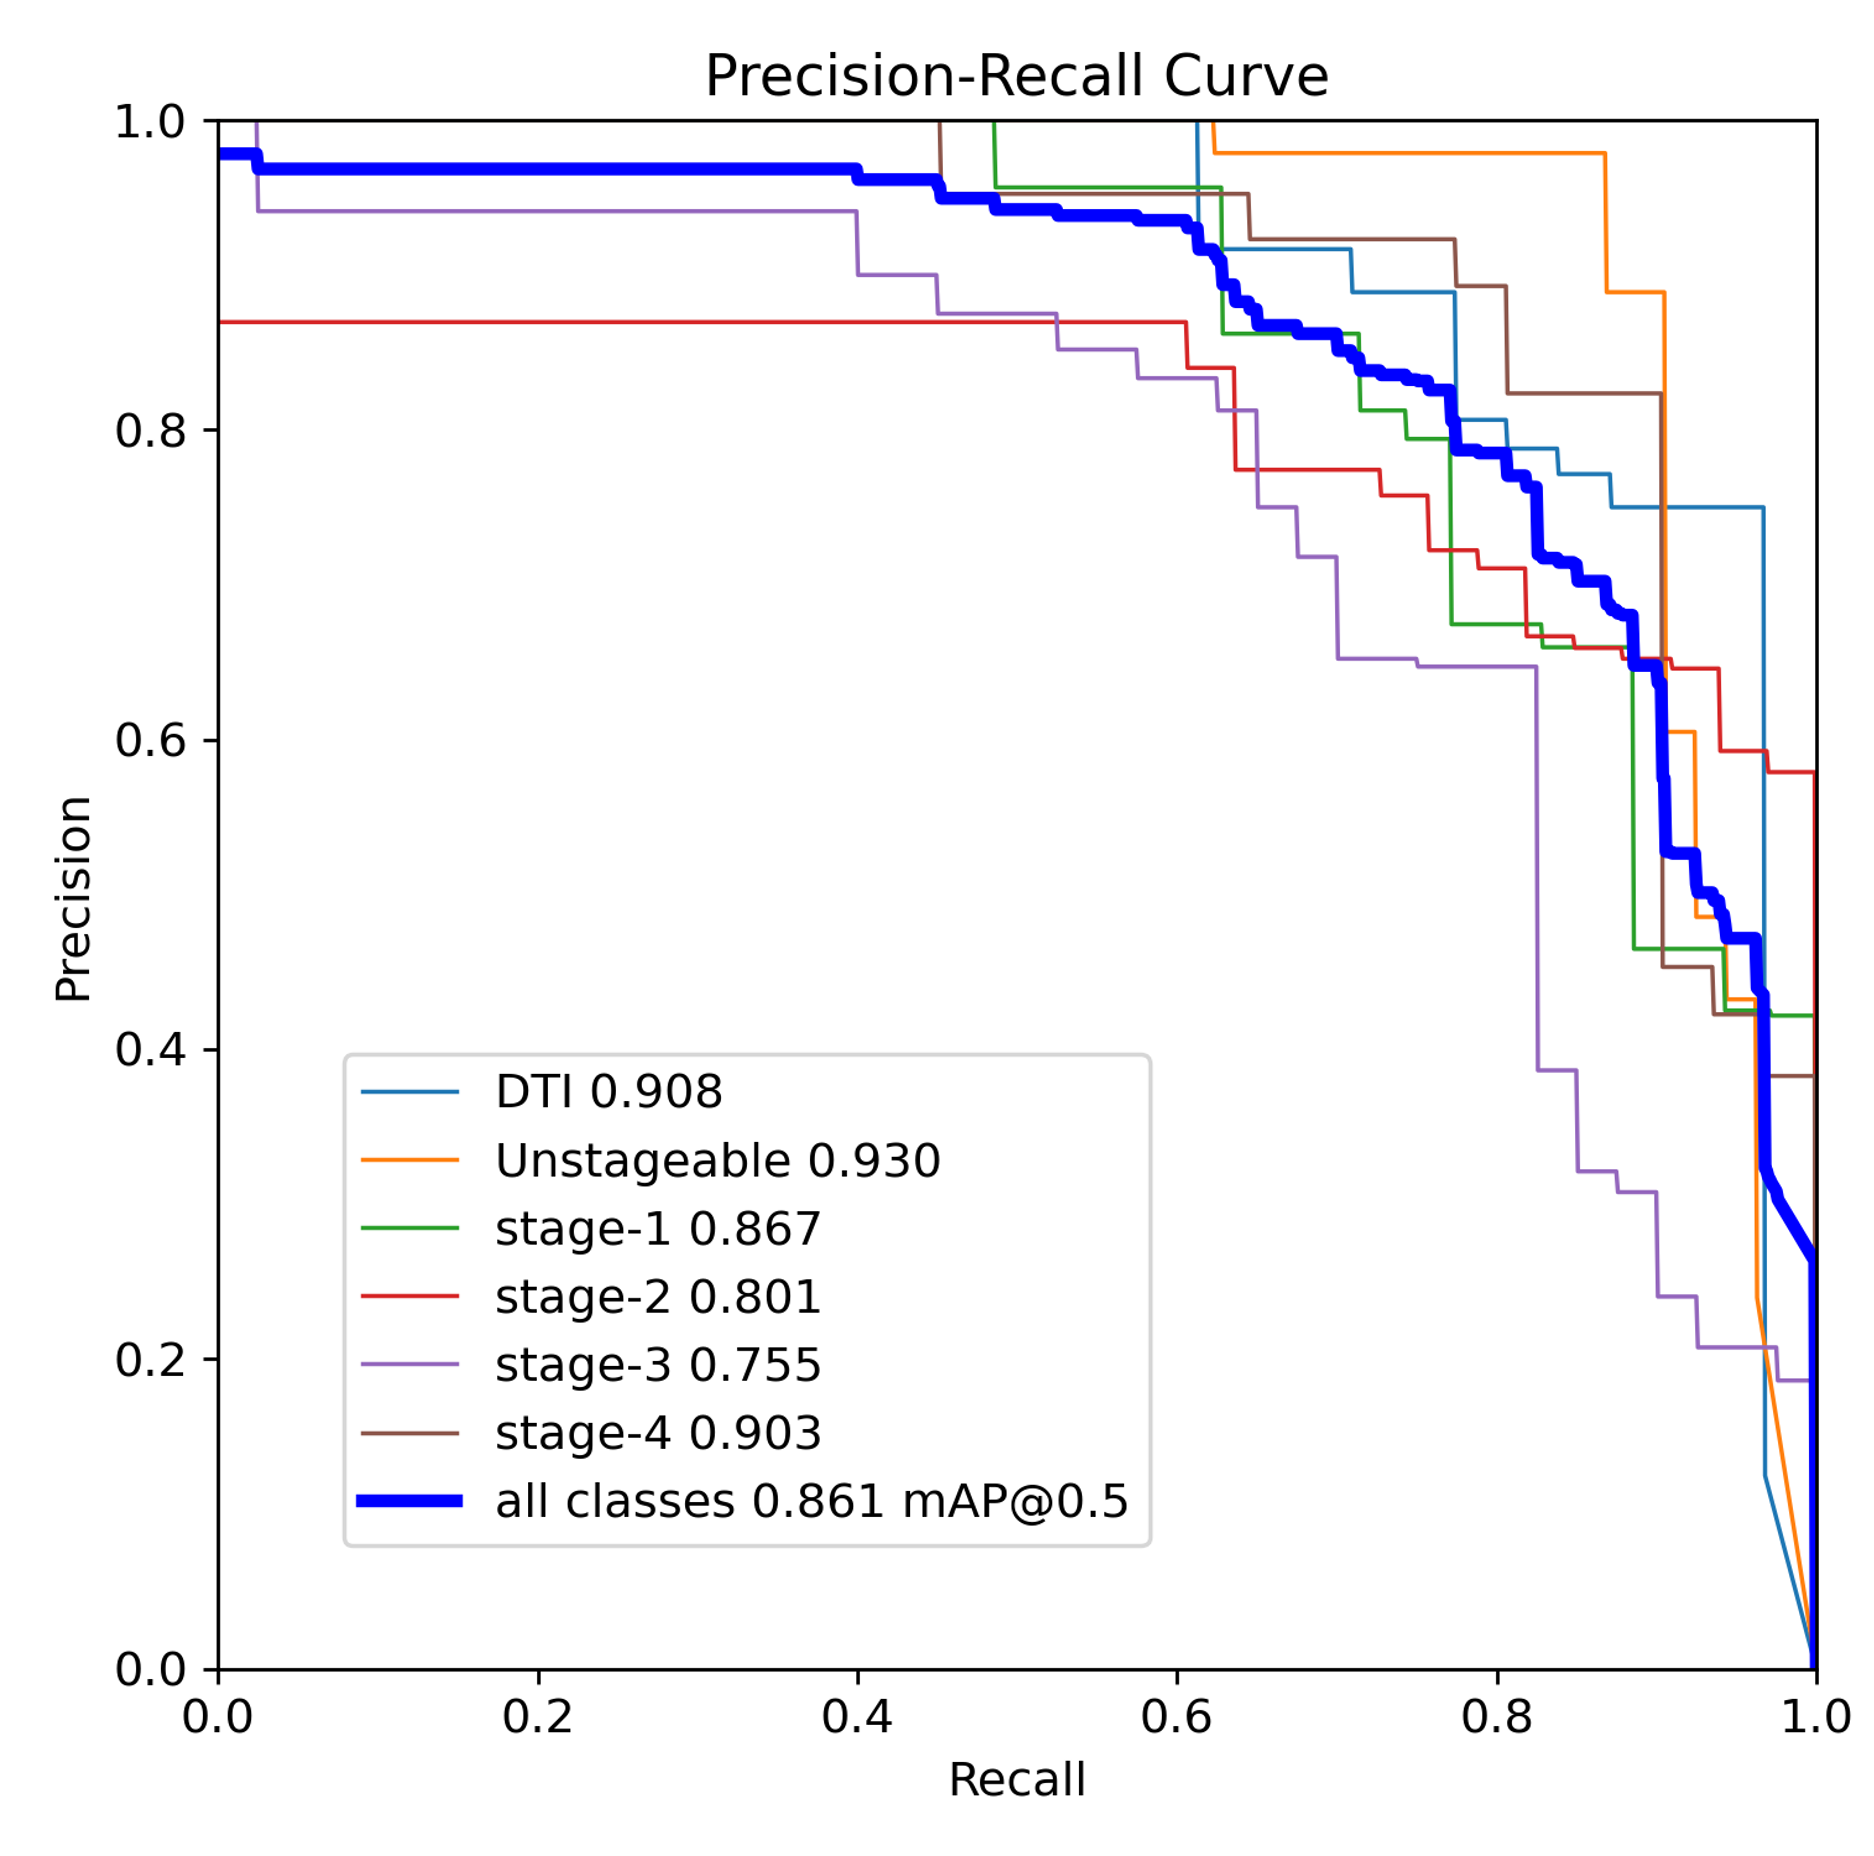 Precision-Recall Curve
1.0
0.8
0.6
0.4
0.2
0.0
Precision
DTI 0.908
Unstageable 0.930
stage-1 0.867
stage-2 0.801
stage-3 0.755
stage-4 0.903
all classes 0.861 mAP@0.5
0.0 0.2 0.4 0.6 0.8 1.0
Recall